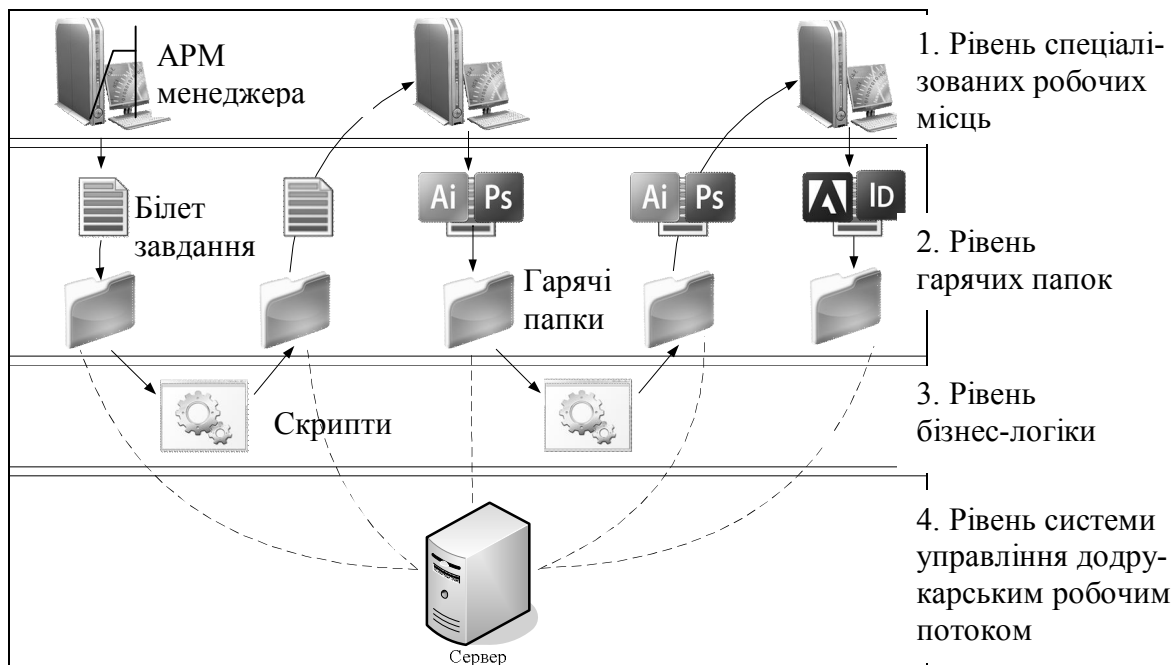 АРМ
менеджера
1. Рівень спеціалі-
зованих робочих
місць
Білет
завдання
Ai Ps
Ai Ps
ID
Гарячі
папки
2. Рівень
гарячих папок
Скрипти
3. Рівень
бізнес-логіки
4. Рівень системи
управління додру-
карським робочим
потоком
Сервер